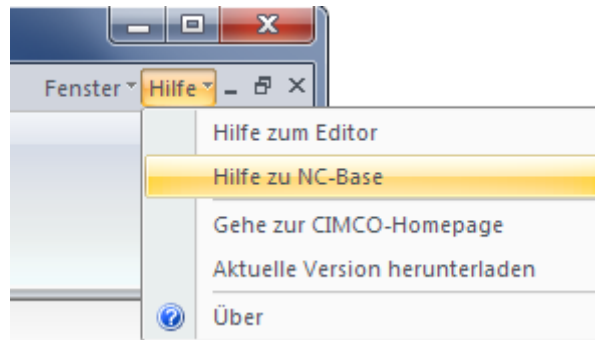 Fenster Hilfe
Hilfe zum Editor
Hilfe zu NC-Base
Gehe zur CIMCO-Homepage
Aktuelle Version herunterladen
Über